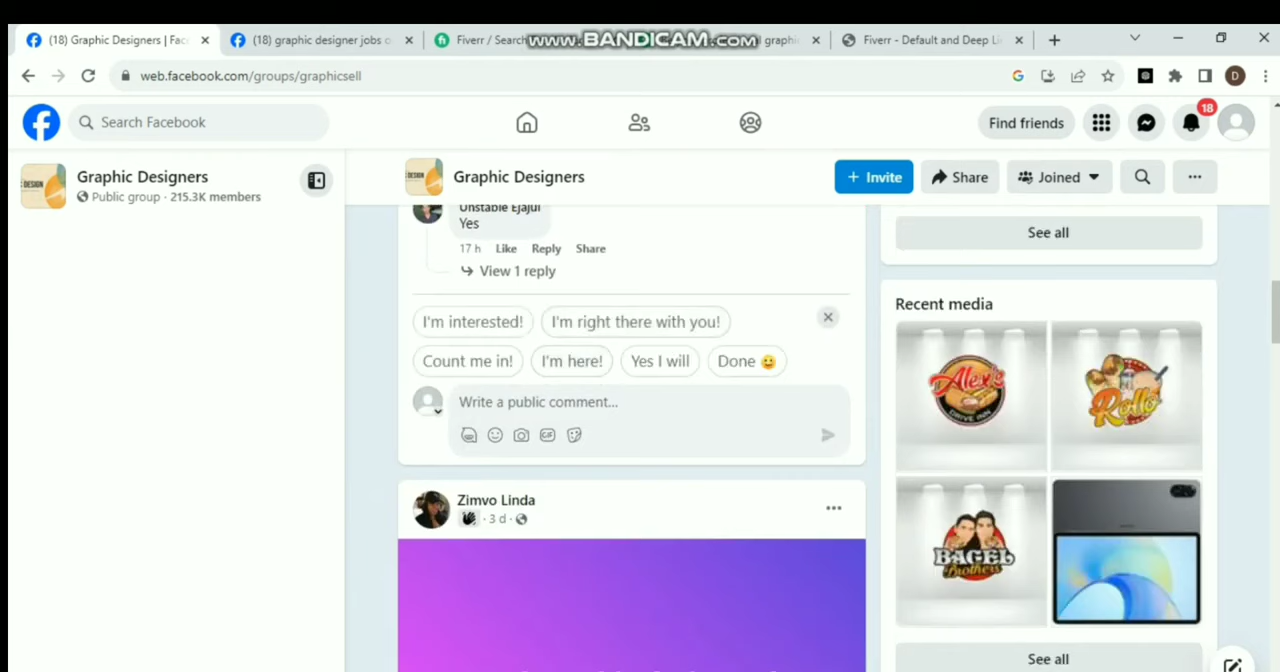 (18) Graphic Designers | Fac
(18) graphic designer jobs o
Fiverr / Search
www.BANDICAM.com
l graphi
Fiverr - Default and Deep Li
web.facebook.com/groups/graphicsell
D
Search Facebook
Find friends
18
Graphic Designers
Public group · 215.3K members
DESIGN
Graphic Designers
Invite
Share
Joined
Unstable Ejajul
Yes
17 h Like Reply Share
View 1 reply
I'm interested!
I'm right there with you!
Count me in!
I'm here!
Yes I will
Done
Write a public comment...
GIF
Zimvo Linda
· 3 d ·
See all
Recent media
Alex's
DRIVE INN
Rollo
BAGEL
Brothers
See all